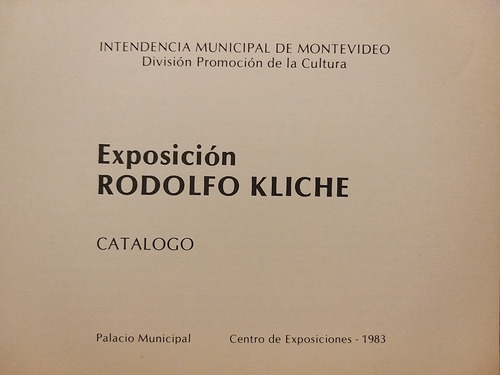 INTENDENCIA MUNICIPAL DE MONTEVIDEO
División Promoción de la Cultura
Exposición
RODOLFO KLICHE
CATALOGO
Palacio Municipal Centro de Exposiciones - 1983